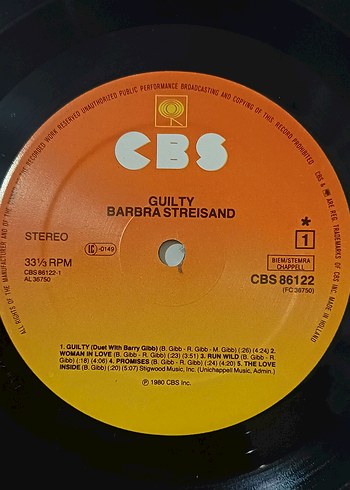 ALL RIGHTS OF THE MANUFACTURER AND OF THE OWNER OF THE RECORDED WORK RESERVED UNAUTHORIZED PUBLIC PERFORMANCE BROADCASTING AND COPYING OF THIS RECORD PROHIBITED
CBS & ARE REG. TRADEMARKS OF CBS INC. MADE IN HOLLAND
CBS
GUILTY
BARBRA STREISAND
STEREO
(C)-0149
*
1
33⅓ RPM
CBS 86122-1
AL 36750
BIEM/STEMRA
CHAPPELL
CBS 86122
(FC 36750)
1. GUILTY (Duet With Barry Gibb) (B. Gibb - R. Gibb - M. Gibb) (:26) (4:24) 2.
WOMAN IN LOVE (B. Gibb - R. Gibb) (:23) (3:51) 3. RUN WILD (B. Gibb - R.
Gibb) (:18) (4:06) 4. PROMISES (B. Gibb - R. Gibb) (:24) (4:20) 5. THE LOVE
INSIDE (B. Gibb) (:20) (5:07) Stigwood Music, Inc. (Unichappell Music, Admin.)
℗ 1980 CBS Inc.